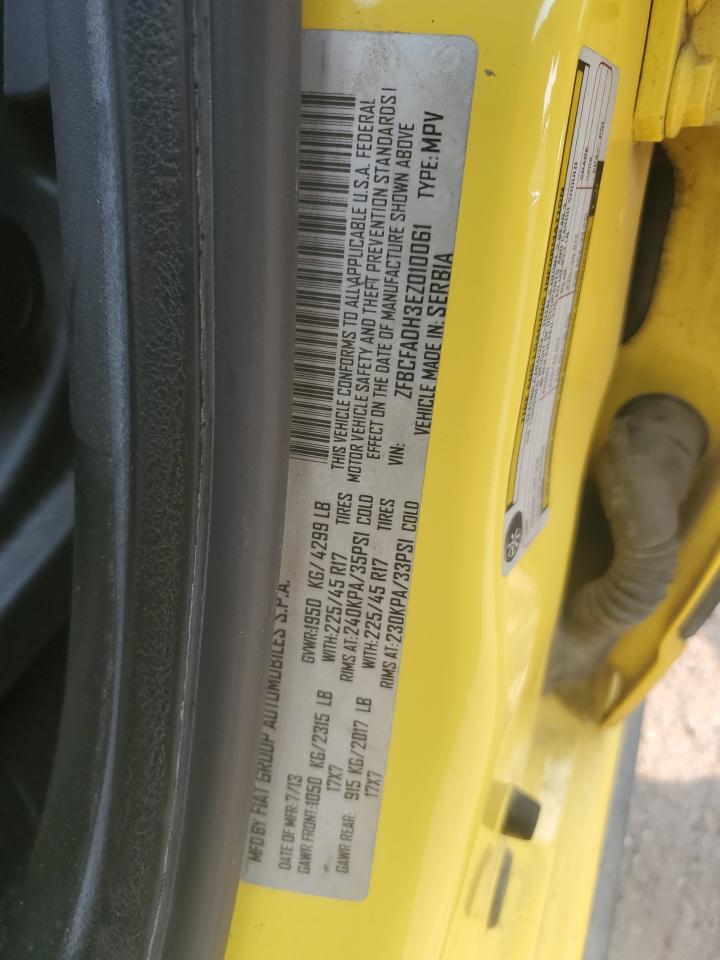 MFD BY FIAT GROUP AUTOMOBILES S.P.A.
DATE OF MFR:7/13 GVWR:1950 KG/4299 LB
GAWR FRONT:1050 KG/2315 LB WITH:225/45 R17 TIRES
17X7 RIMS AT:240KPA/35PSI COLD
GAWR REAR: 915 KG/2017 LB WITH:225/45 R17 TIRES
17X7 RIMS AT:230KPA/33PSI COLD
THIS VEHICLE CONFORMS TO ALL APPLICABLE U.S.A. FEDERAL
MOTOR VEHICLE SAFETY AND THEFT PREVENTION STANDARDS I
EFFECT ON THE DATE OF MANUFACTURE SHOWN ABOVE
VIN: ZFBCFADH3EZ010061 TYPE: MPV
VEHICLE MADE IN: SERBIA